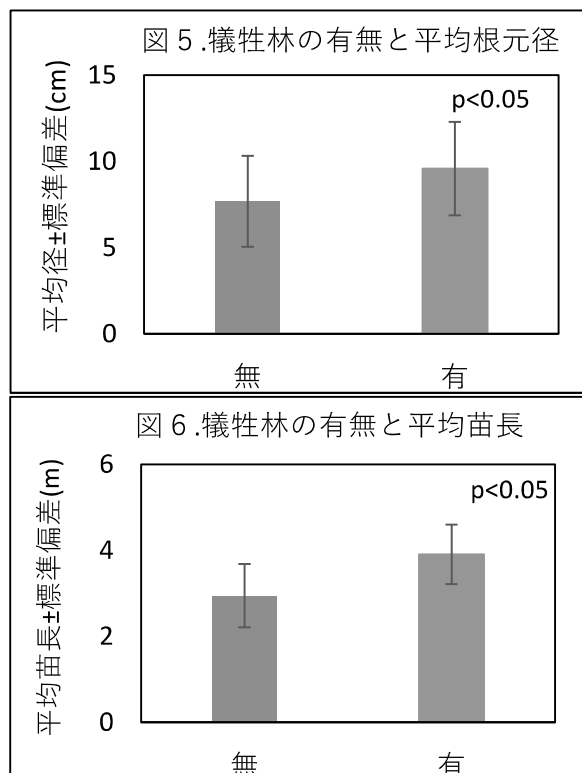 図５.犠牲林の有無と平均根元径
平均径±標準偏差(cm)
15
10
5
0
p<0.05
無
有
図６.犠牲林の有無と平均苗長
平均苗長±標準偏差(m)
6
4
2
0
p<0.05
無
有